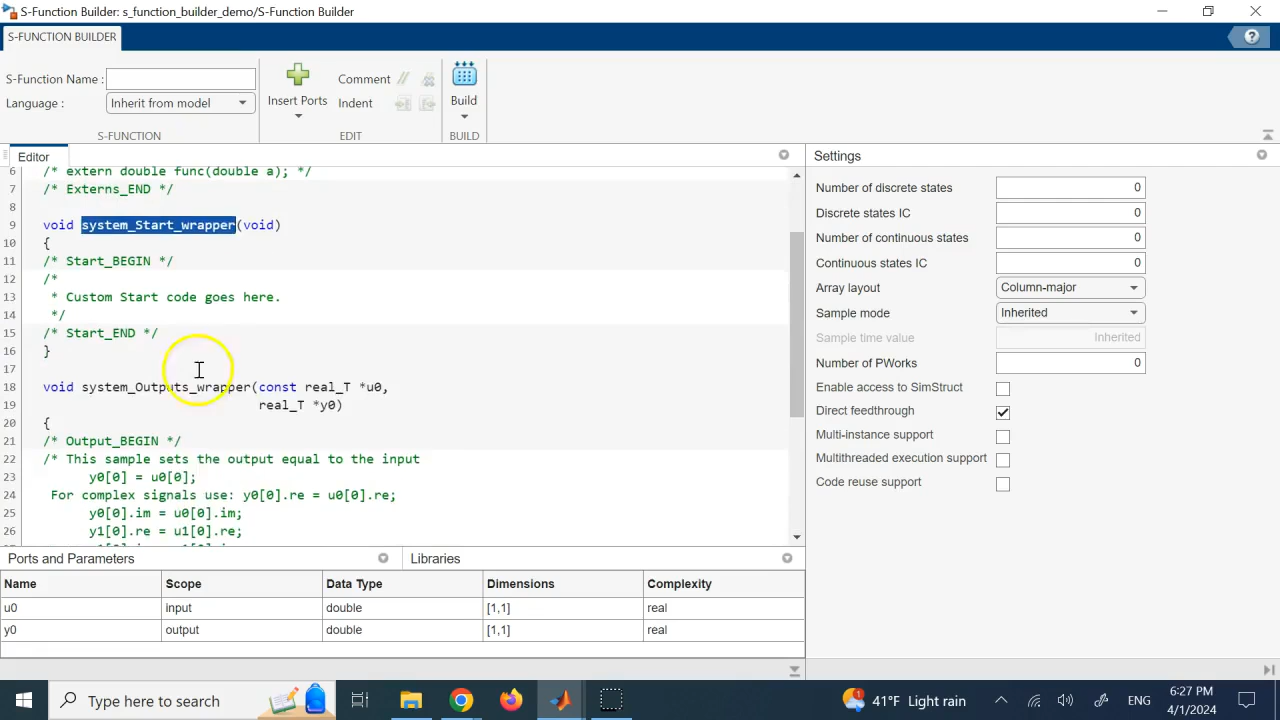 S-Function Builder: s_function_builder_demo/S-Function Builder
S-FUNCTION BUILDER
?
S-Function Name :
Language :
Inherit from model
S-FUNCTION
Insert Ports
Comment
Indent
EDIT
Build
BUILD
Editor
6 /* extern double func(double a); */
7 /* Externs_END */
8
9 void system_Start_wrapper(void)
10 {
11 /* Start_BEGIN */
12 /*
13 * Custom Start code goes here.
14 */
15 /* Start_END */
16 }
17
18 void system_Outputs_wrapper(const real_T *u0,
19 real_T *y0)
20 {
21 /* Output_BEGIN */
22 /* This sample sets the output equal to the input
23 y0[0] = u0[0];
24 For complex signals use: y0[0].re = u0[0].re;
25 y0[0].im = u0[0].im;
26 y1[0].re = u1[0].re;
Settings
Number of discrete states 0
Discrete states IC 0
Number of continuous states 0
Continuous states IC 0
Array layout Column-major
Sample mode Inherited
Sample time value Inherited
Number of PWorks 0
Enable access to SimStruct
Direct feedthrough
Multi-instance support
Multithreaded execution support
Code reuse support
Ports and Parameters
Libraries
Name Scope Data Type Dimensions Complexity
u0 input double [1,1] real
y0 output double [1,1] real
Type here to search
1
41°F Light rain
ENG
6:27 PM
4/1/2024